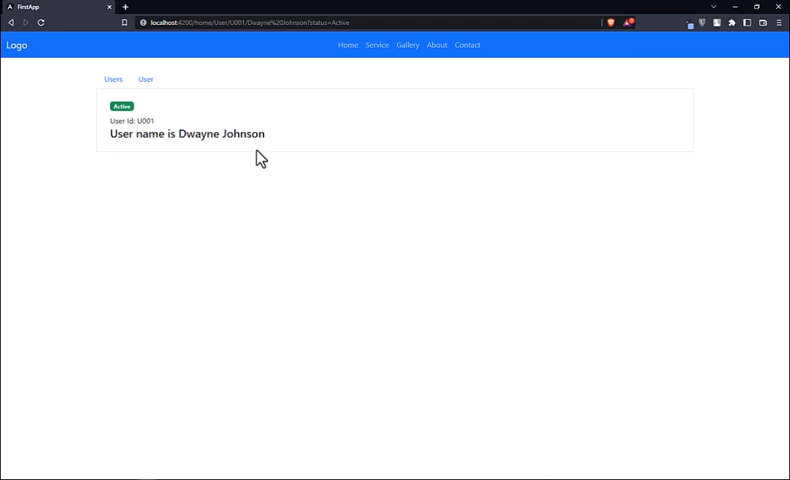 FirstApp
localhost:4200/home/User/U001/Dwayne%20Johnson?status=Active
Logo
Home Service Gallery About Contact
Users User
Active
User Id: U001
User name is Dwayne Johnson